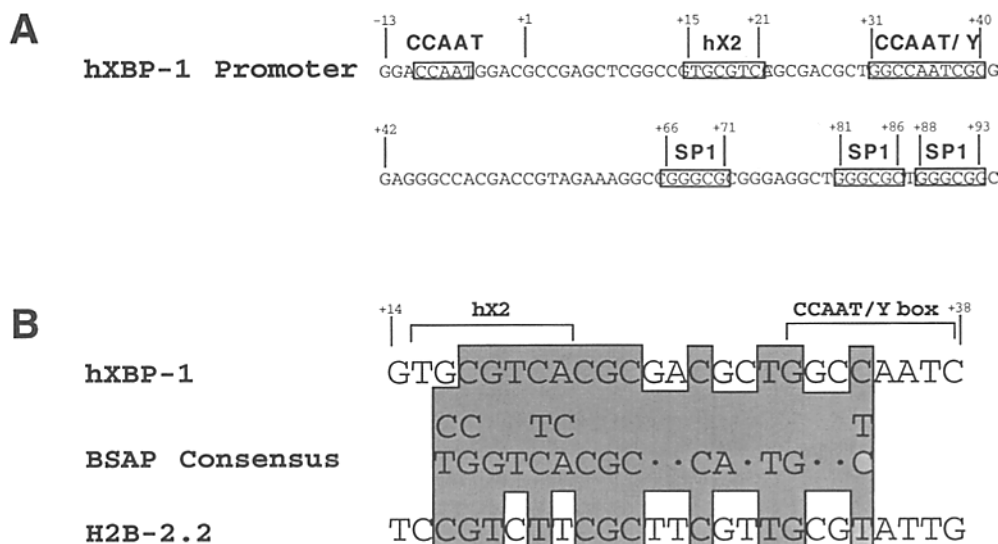 A
-13 +1 +15 +21 +31 +40
CCAAT hX2 CCAAT/ Y
hXBP-1 Promoter GGACCAATGGACGCCGAGCTCGGCCGTGCGTCAGCGACGCTGGCCAATCGCG
+42 +66 +71 +81 +86 +88 +93
SP1 SP1 SP1
GAGGGCCACGACCGTAGAAAGGCCGGGCGCGGGAGGCTGGGCGCTGGGCGGC
B
+14 hX2 CCAAT/Y box +38
hXBP-1 GTGCGTCACGCGACGCTGGCCAATC
CC TC T
BSAP Consensus TGGTCACGC··CA·TG··C
H2B-2.2 TCCGTCTTCGCTTCGTTGCGTATTG